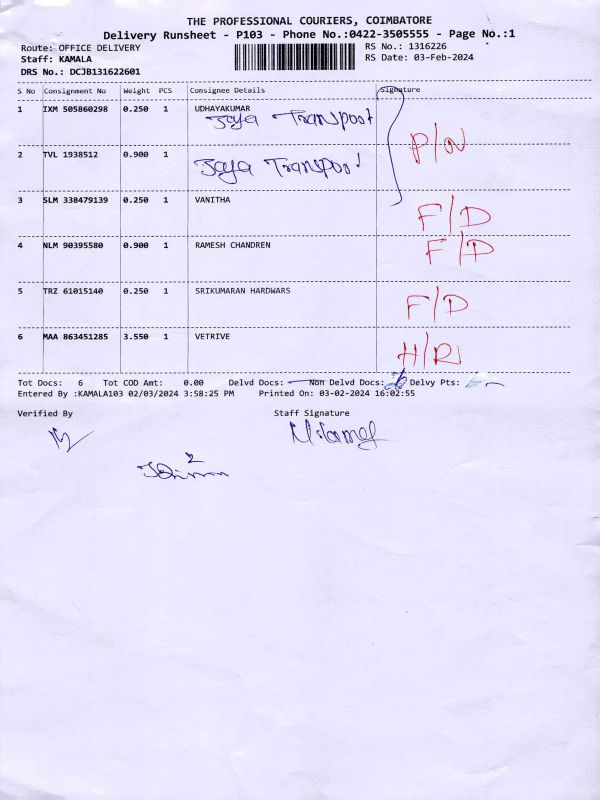 THE PROFESSIONAL COURIERS, COIMBATORE
Delivery Runsheet - P103 - Phone No.:0422-3505555 - Page No.:1
Route: OFFICE DELIVERY RS No.: 1316226
Staff: KAMALA RS Date: 03-Feb-2024
DRS No.: DCJB131622601
S No Consignment No Weight PCS Consignee Details Signature
1 IXM 505860298 0.250 1 UDHAYAKUMAR
Jaya Transport
P/N
2 TVL 1938512 0.900 1
Jaya Transport
3 SLM 338479139 0.250 1 VANITHA
F/D
4 NLM 90395580 0.900 1 RAMESH CHANDREN
F/D
5 TRZ 61015140 0.250 1 SRIKUMARAN HARDWARS
F/D
6 MAA 863451285 3.550 1 VETRIVE
H/R
Tot Docs: 6 Tot COD Amt: 0.00 Delvd Docs: Non Delvd Docs: Delvy Pts:
Entered By :KAMALA103 02/03/2024 3:58:25 PM Printed On: 03-02-2024 16:02:55
Verified By Staff Signature